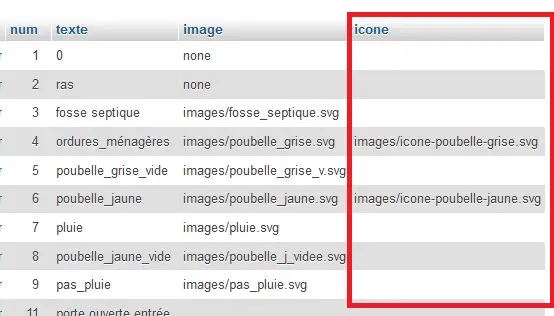 num texte image icone
1 0 none
2 ras none
3 fosse septique images/fosse_septique.svg
4 ordures_ménagères images/poubelle_grise.svg images/icone-poubelle-grise.svg
5 poubelle_grise_vide images/poubelle_grise_v.svg
6 poubelle_jaune images/poubelle_jaune.svg images/icone-poubelle-jaune.svg
7 pluie images/pluie.svg
8 poubelle_jaune_vide images/poubelle_j_videe.svg
9 pas_pluie images/pas_pluie.svg
11 porte ouverte entrée